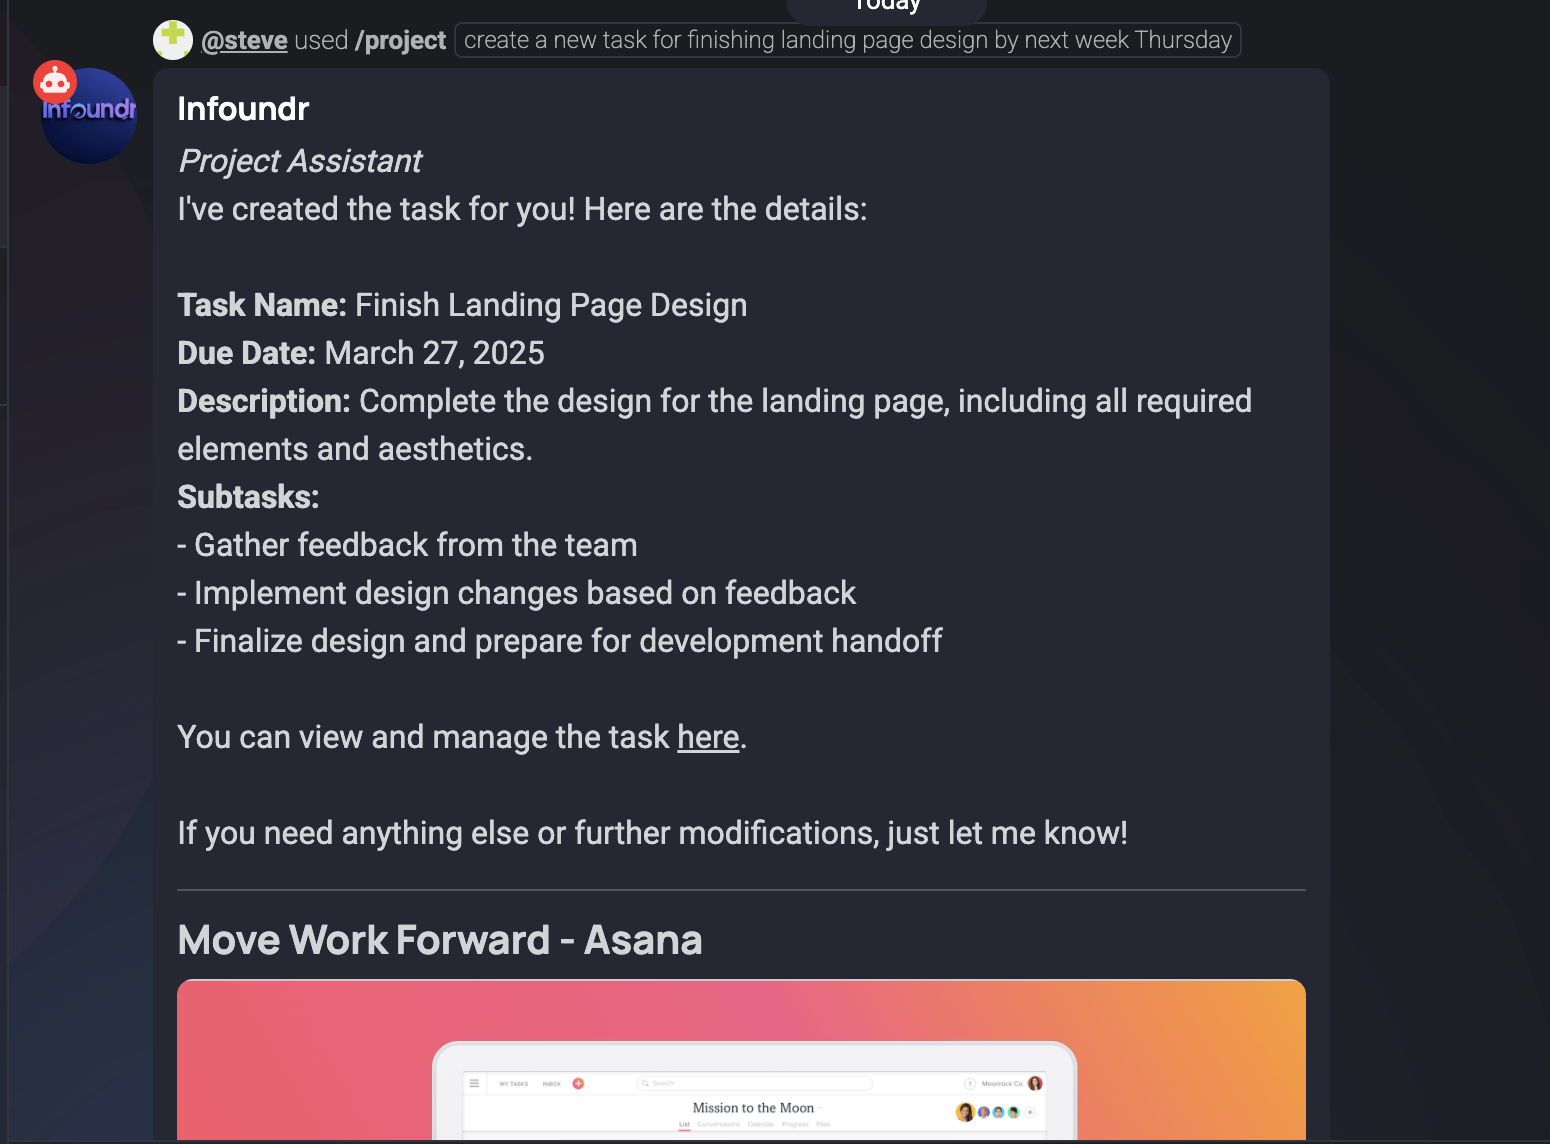 Today
@steve used /project create a new task for finishing landing page design by next week Thursday
Infoundr
Infoundr
Project Assistant
I've created the task for you! Here are the details:
Task Name: Finish Landing Page Design
Due Date: March 27, 2025
Description: Complete the design for the landing page, including all required
elements and aesthetics.
Subtasks:
- Gather feedback from the team
- Implement design changes based on feedback
- Finalize design and prepare for development handoff
You can view and manage the task here.
If you need anything else or further modifications, just let me know!
Move Work Forward - Asana
MY TASKS INBOX Search ? Moonrock Co.
Mission to the Moon
List Conversations Calendar Progress Files